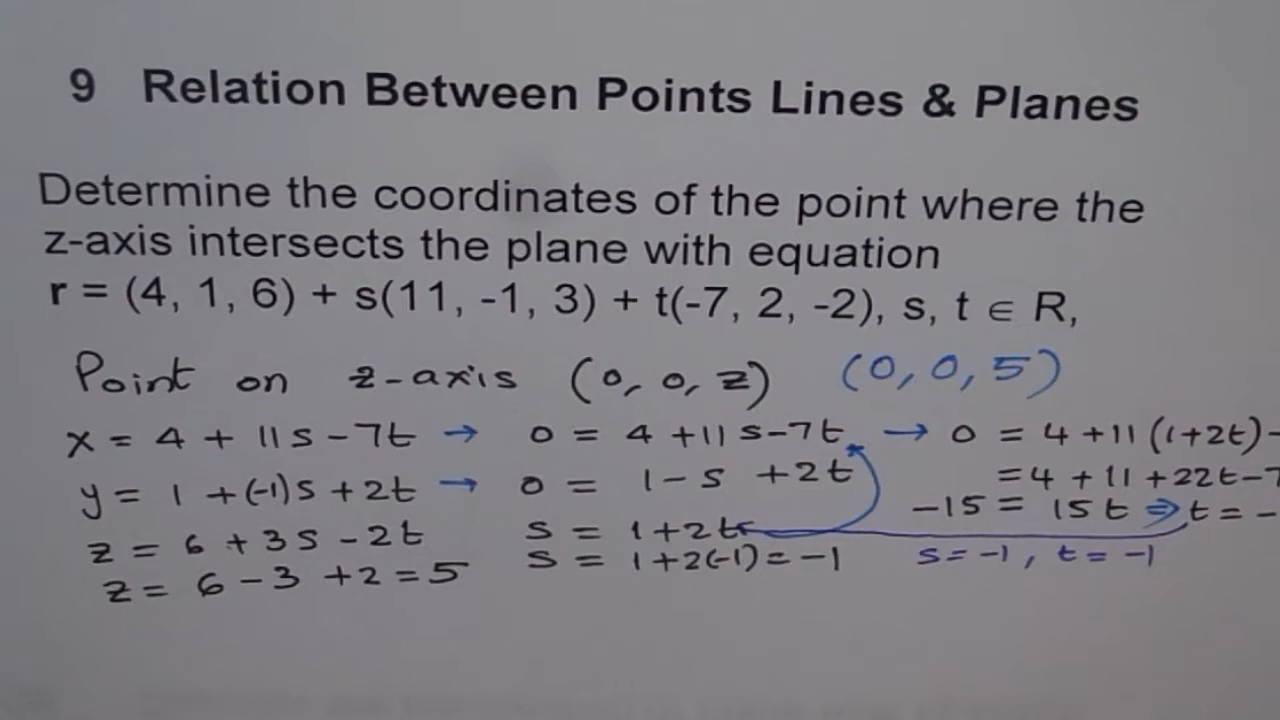 9 Relation Between Points Lines & Planes
Determine the coordinates of the point where the
z-axis intersects the plane with equation
r = (4, 1, 6) + s(11, -1, 3) + t(-7, 2, -2), s, t ∈ R,
Point on z-axis (0, 0, z) (0, 0, 5)
x = 4 + 11s - 7t → 0 = 4 + 11s - 7t → 0 = 4 + 11(1+2t) -
y = 1 + (-1)s + 2t → 0 = 1 - s + 2t = 4 + 11 + 22t - 7
-15 = 15t ⇒ t = -
z = 6 + 3s - 2t s = 1 + 2t
z = 6 - 3 + 2 = 5 s = 1 + 2(-1) = -1 s = -1, t = -1